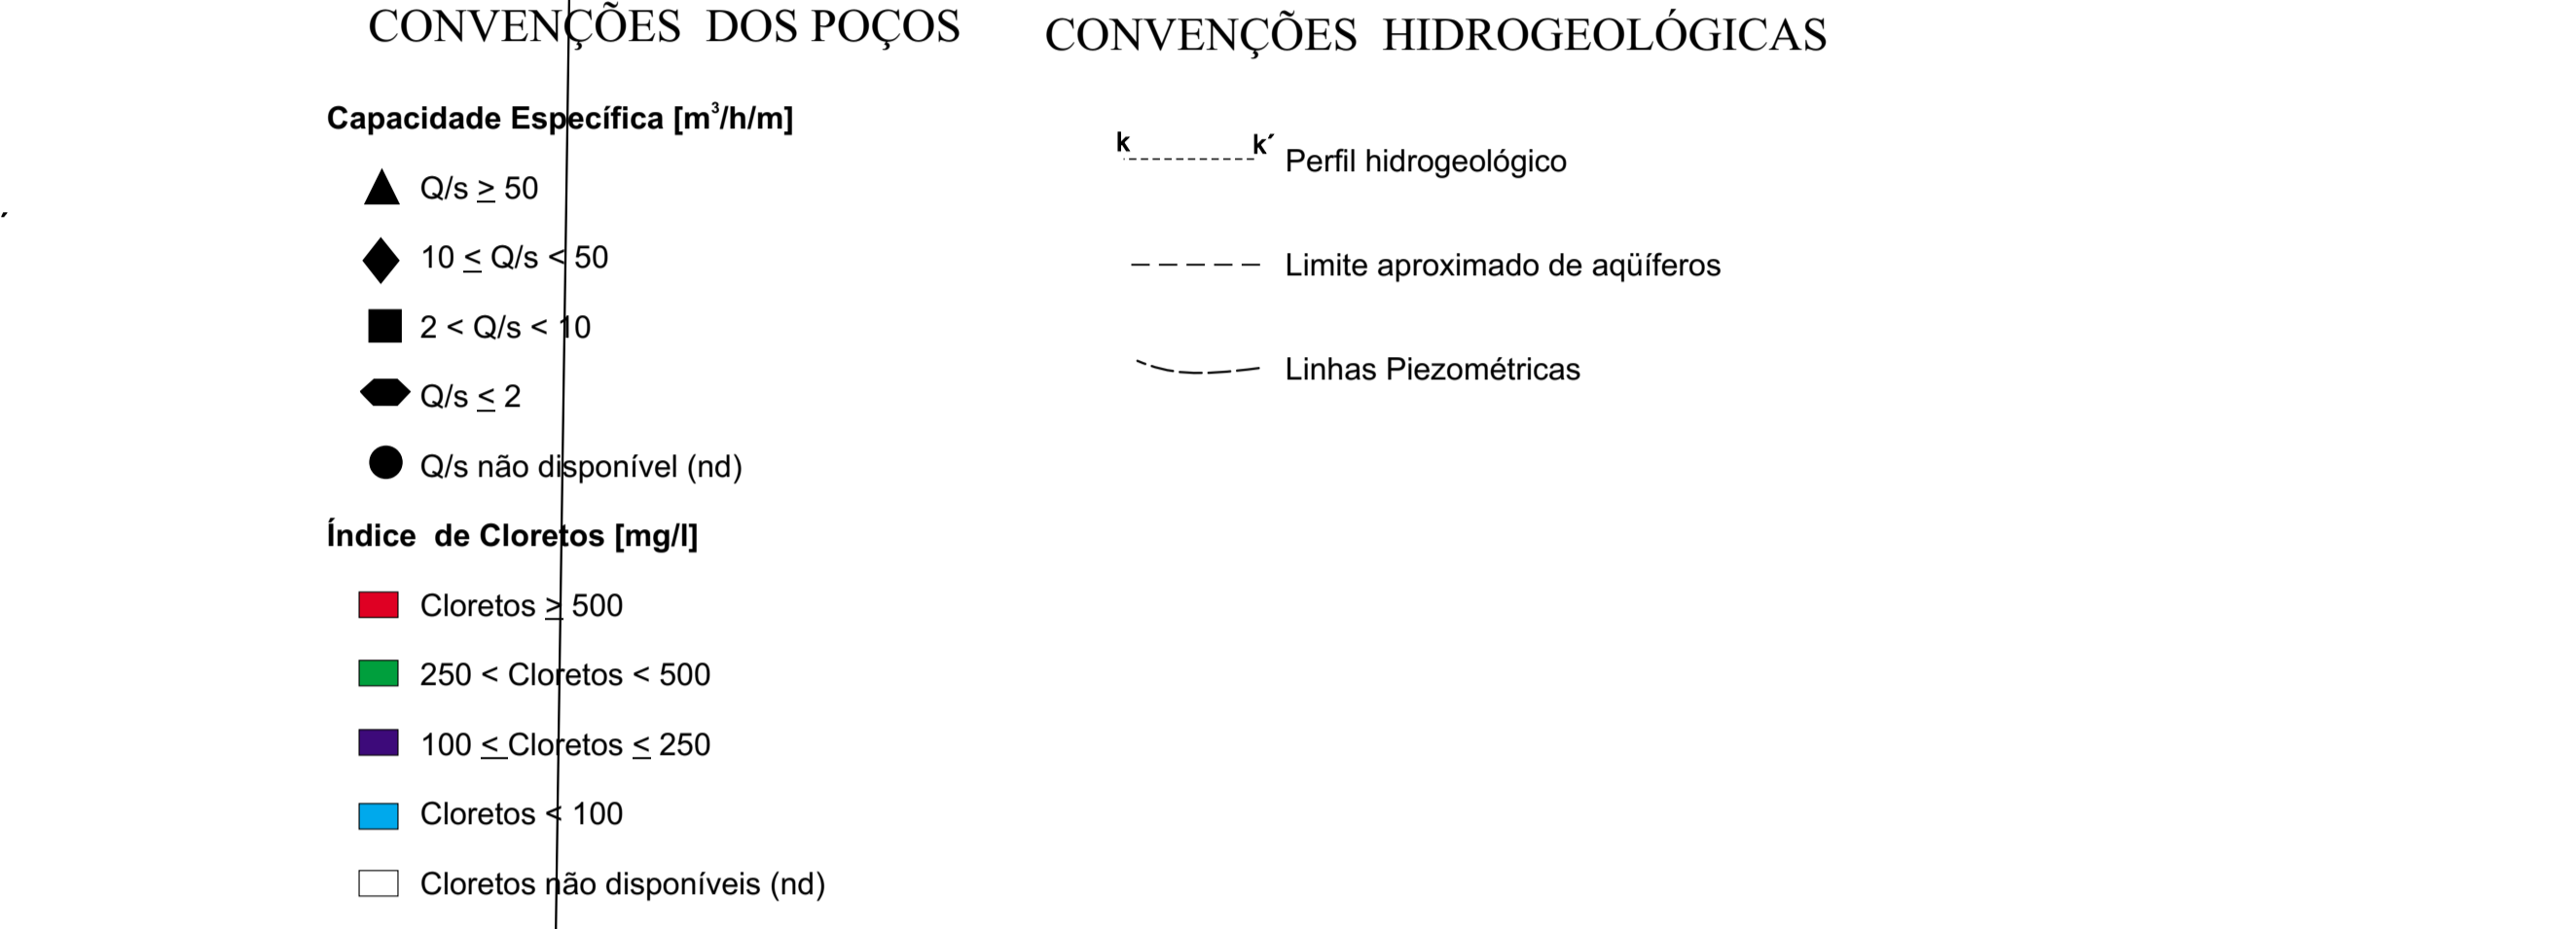 CONVENÇÕES DOS POÇOS
Capacidade Específica [m³/h/m]
Q/s ≥ 50
10 ≤ Q/s < 50
2 < Q/s < 10
Q/s ≤ 2
Q/s não disponível (nd)
Índice de Cloretos [mg/l]
Cloretos ≥ 500
250 < Cloretos < 500
100 ≤ Cloretos ≤ 250
Cloretos < 100
Cloretos não disponíveis (nd)
CONVENÇÕES HIDROGEOLÓGICAS
k k´ Perfil hidrogeológico
Limite aproximado de aqüíferos
Linhas Piezométricas